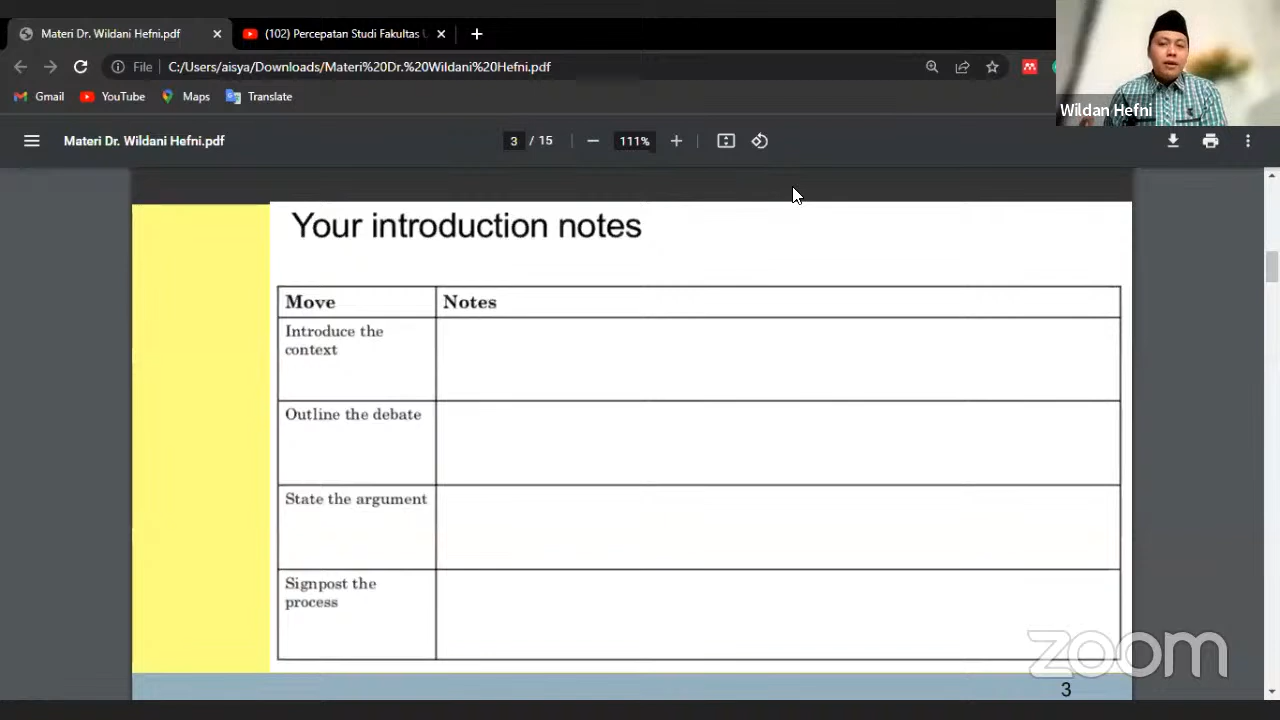 Materi Dr. Wildani Hefni.pdf
(102) Percepatan Studi Fakultas U
File C:/Users/aisya/Downloads/Materi%20Dr.%20Wildani%20Hefni.pdf
Gmail YouTube Maps Translate
Wildan Hefni
Materi Dr. Wildani Hefni.pdf 3 / 15 111%
Your introduction notes
Move Notes
Introduce the
context
Outline the debate
State the argument
Signpost the
process
zoom
3